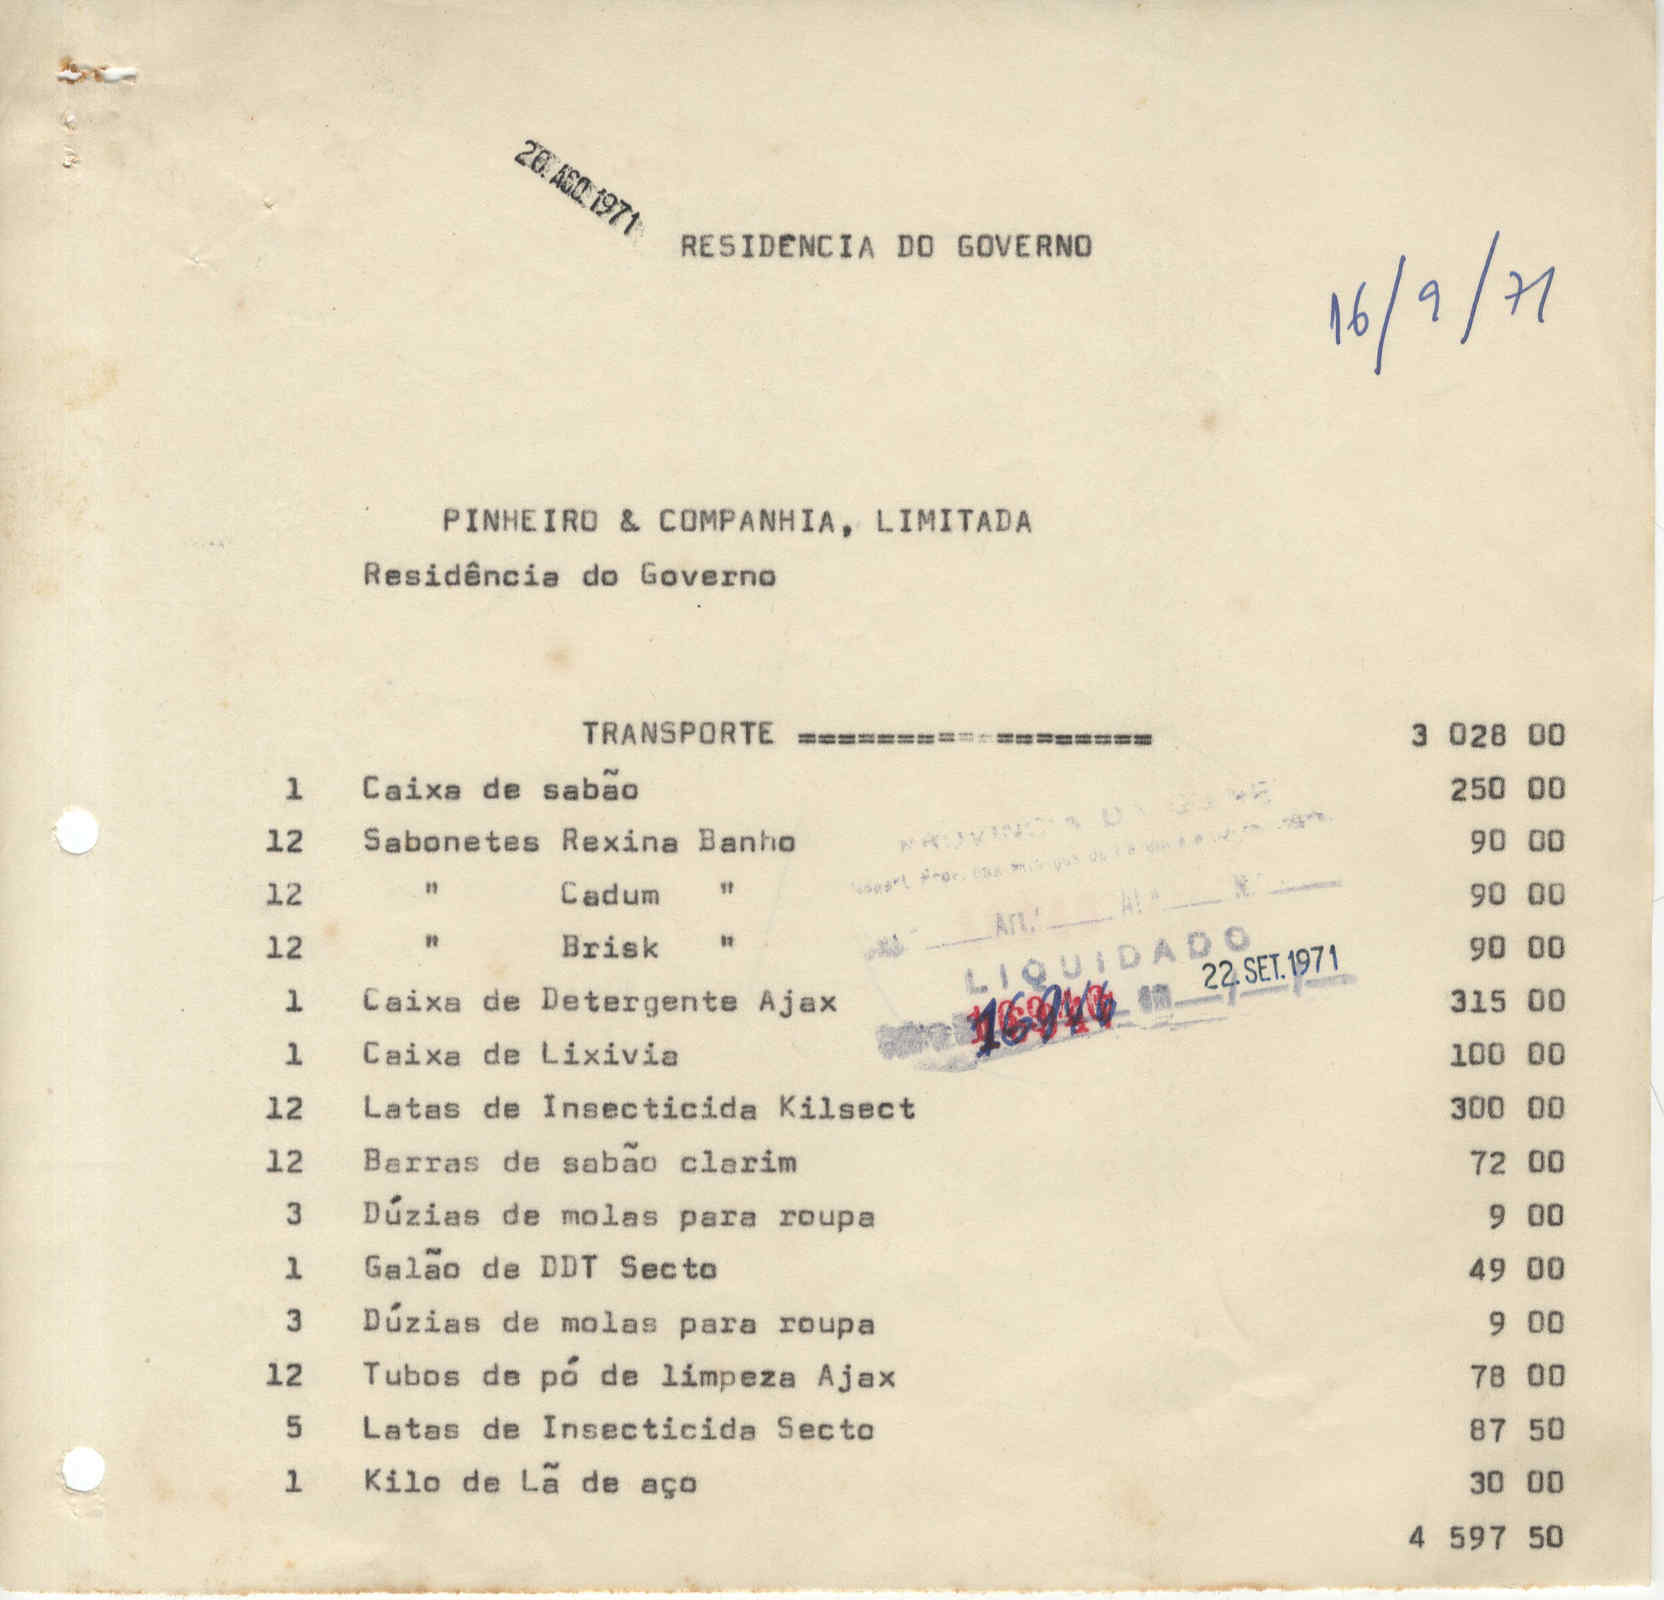 20. AGO. 1971
RESIDÊNCIA DO GOVERNO
16/9/71
PINHEIRO & COMPANHIA, LIMITADA
Residência do Governo
TRANSPORTE ================== 3 028 00
1 Caixa de sabão 250 00
12 Sabonetes Rexina Banho 90 00
12 " Cadum " 90 00
12 " Brisk " 90 00
LIQUIDADO
22. SET. 1971
1 Caixa de Detergente Ajax 315 00
1 Caixa de Lixivia 100 00
12 Latas de Insecticida Kilsect 300 00
12 Barras de sabão clarim 72 00
3 Dúzias de molas para roupa 9 00
1 Galão de DDT Secto 49 00
3 Dúzias de molas para roupa 9 00
12 Tubos de pó de limpeza Ajax 78 00
5 Latas de Insecticida Secto 87 50
1 Kilo de Lã de aço 30 00
4 597 50